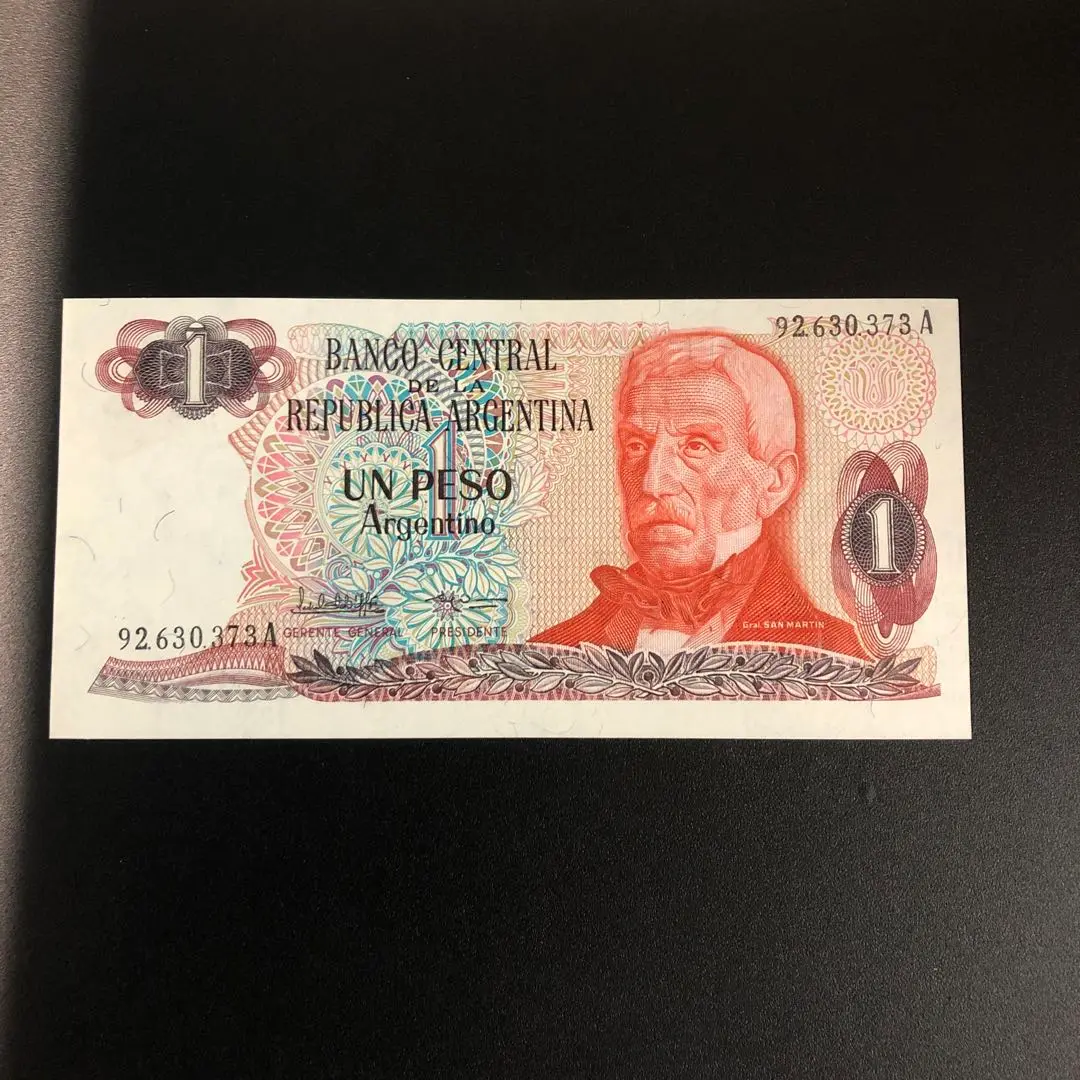 92.630.373 A
1
BANCO CENTRAL
DE LA
REPUBLICA ARGENTINA
1
UN PESO
Argentino
1
92.630.373 A
GERENTE GENERAL
PRESIDENTE
Gral. SAN MARTIN